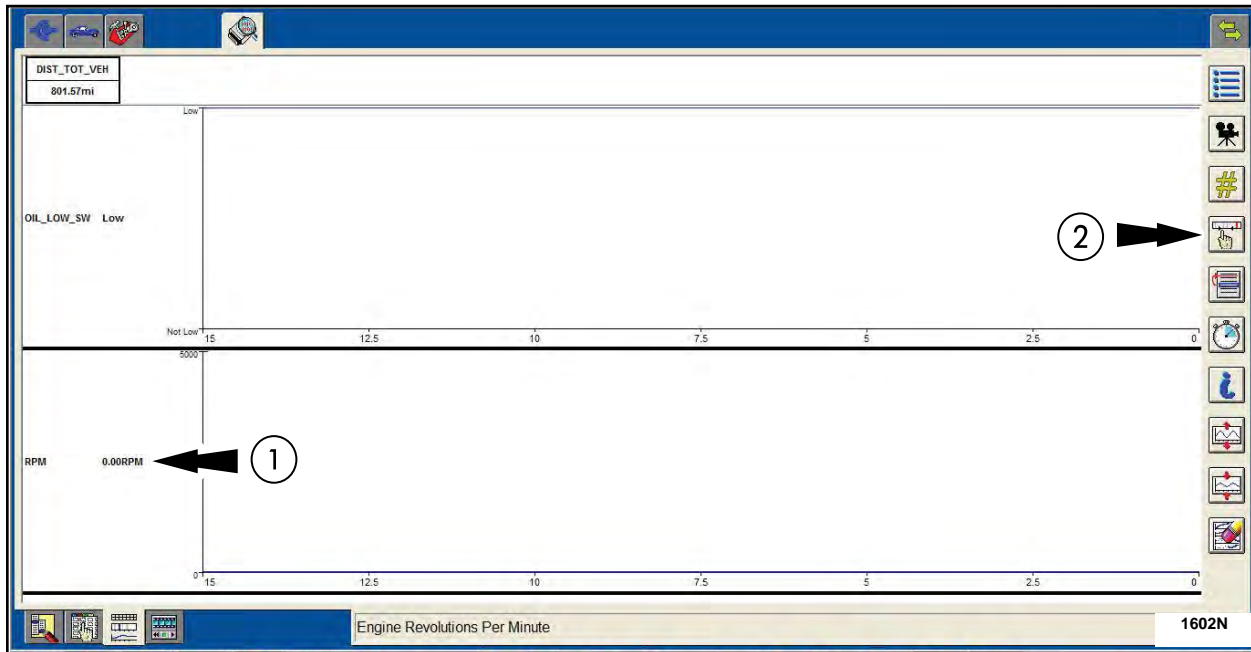 DIST_TOT_VEH
801.57mi
Low
OIL_LOW_SW Low
2
Not Low
15 12.5 10 7.5 5 2.5 0
5000
RPM 0.00RPM
1
0
15 12.5 10 7.5 5 2.5 0
Engine Revolutions Per Minute
1602N